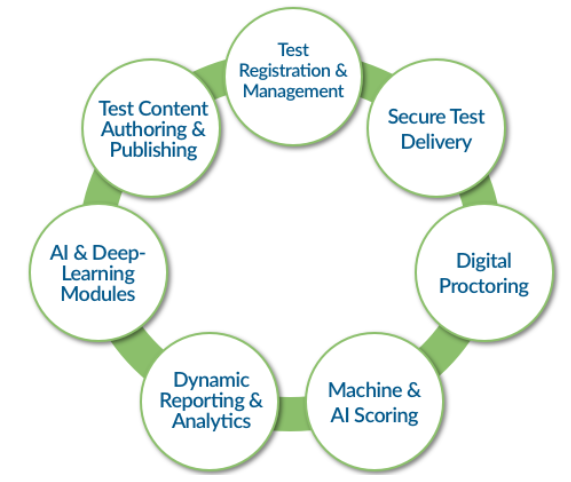 Test
Registration &
Management
Secure Test
Delivery
Digital
Proctoring
Machine &
AI Scoring
Dynamic
Reporting &
Analytics
AI & Deep-
Learning
Modules
Test Content
Authoring &
Publishing